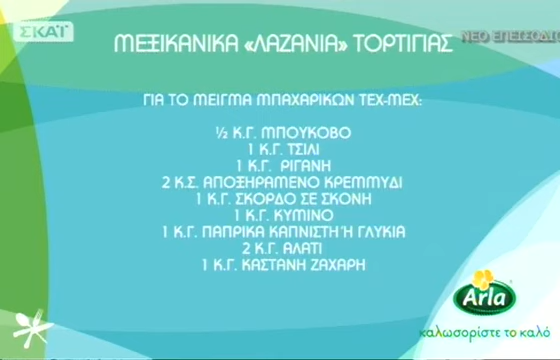 ΣΚΑΪ
ΜΕΞΙΚΑΝΙΚΑ «ΛΑΖΑΝΙΑ» ΤΟΡΤΙΓΙΑΣ
ΝΕΟ ΕΠΕΙΣΟΔΙΟ
ΓΙΑ ΤΟ ΜΕΙΓΜΑ ΜΠΑΧΑΡΙΚΩΝ ΤΕΧ-ΜΕΧ:
½ Κ.Γ. ΜΠΟΥΚΟΒΟ
1 Κ.Γ. ΤΣΙΛΙ
1 Κ.Γ. ΡΙΓΑΝΗ
2 Κ.Σ. ΑΠΟΞΗΡΑΜΕΝΟ ΚΡΕΜΜΥΔΙ
1 Κ.Γ. ΣΚΟΡΔΟ ΣΕ ΣΚΟΝΗ
1 Κ.Γ. ΚΥΜΙΝΟ
1 Κ.Γ. ΠΑΠΡΙΚΑ ΚΑΠΝΙΣΤΗ Ή ΓΛΥΚΙΑ
2 Κ.Γ. ΑΛΑΤΙ
1 Κ.Γ. ΚΑΣΤΑΝΗ ΖΑΧΑΡΗ
Arla
καλωσορίστε το καλό